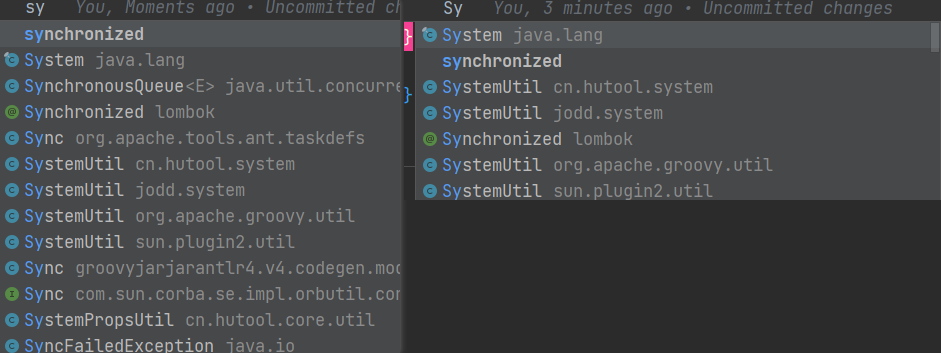 sy You, Moments ago • Uncommitted ch
synchronized
System java.lang
SynchronousQueue<E> java.util.concurre
Synchronized lombok
Sync org.apache.tools.ant.taskdefs
SystemUtil cn.hutool.system
SystemUtil jodd.system
SystemUtil org.apache.groovy.util
SystemUtil sun.plugin2.util
Sync groovyjarjarantlr4.v4.codegen.mod
Sync com.sun.corba.se.impl.orbutil.con
SystemPropsUtil cn.hutool.core.util
SyncFailedException java.io
}
}
Sy You, 3 minutes ago • Uncommitted changes
System java.lang
synchronized
SystemUtil cn.hutool.system
SystemUtil jodd.system
Synchronized lombok
SystemUtil org.apache.groovy.util
SystemUtil sun.plugin2.util